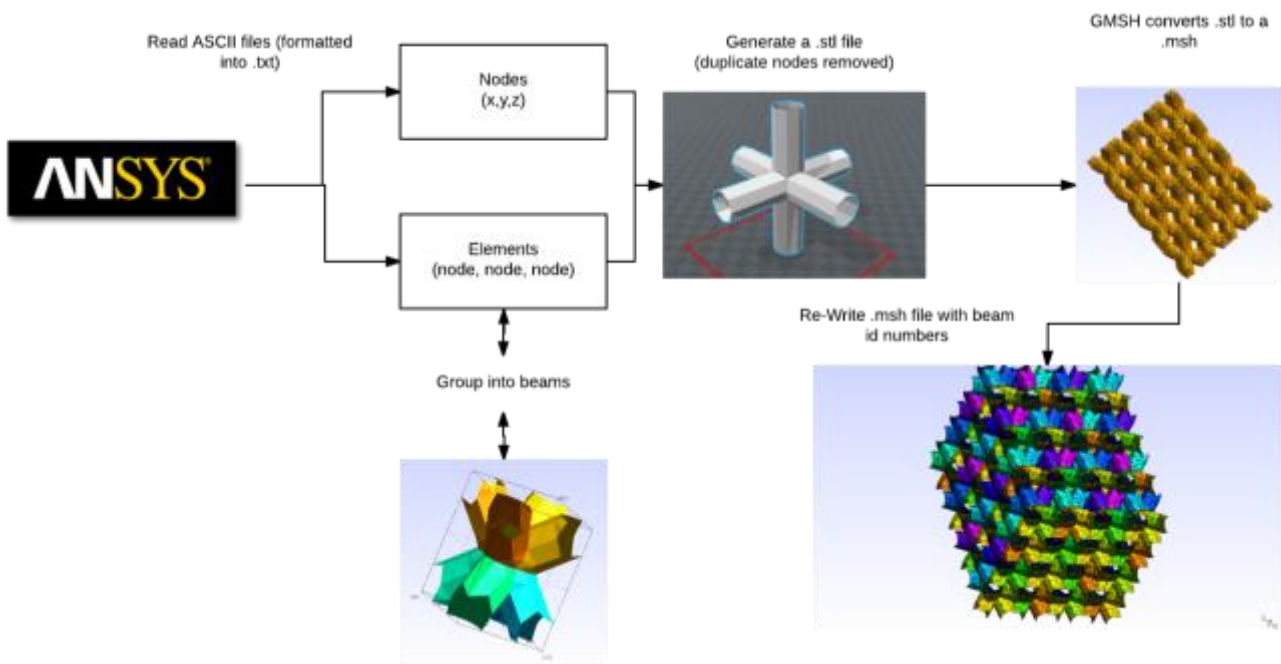 Read ASCII files (formatted
into .txt)
Nodes
(x,y,z)
Generate a .stl file
(duplicate nodes removed)
GMSH converts .stl to a
.msh
ANSYS®
Elements
(node, node, node)
Group into beams
Re-Write .msh file with beam
id numbers